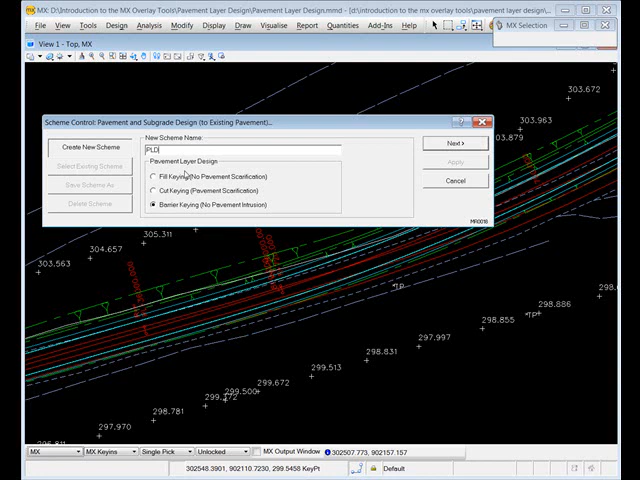 MX: D:\Introduction to the MX Overlay Tools\Pavement Layer Design\Pavement Layer Design.mmd - [d:\introduction to the mx overlay tools\pavement layer design\...
MX Selection
File View Tools Design Modify Draw Analyse Visualise Report Quantities Add-Ins Help
View 1 - Top, MX
303.672
Scheme Control: Pavement and Subgrade Design (to Existing Pavement)...
Create New Scheme
Select Existing Scheme
Save Scheme As
Delete Scheme
New Scheme Name:
PLD
Pavement Layer Design
Fill Keying (No Pavement Scarification)
Cut Keying (Pavement Scarification)
Barrier Keying (No Pavement Intrusion)
Next >
Apply
Cancel
MR0016
303.963
303.879
305.311
304.657
303.563
TP
298.886
TP
298.855
297.997
298.831
299.513
299.672
299.500
298.781
297.970
MX MX Keyins Single Pick Unlocked MX Output Window 302507.773, 902157.157
302548.3901, 902110.7230, 299.5458 KeyPt Default